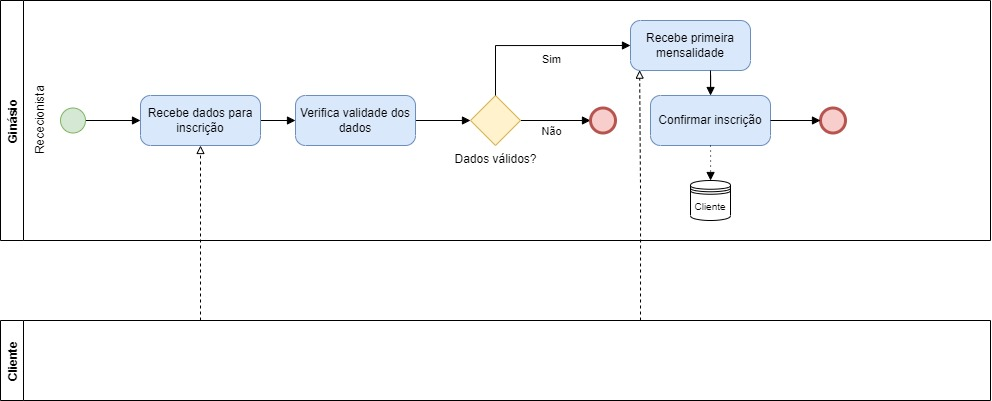 Ginásio
Rececionista
Recebe dados para
inscrição
Verifica validade dos
dados
Dados válidos?
Sim
Não
Recebe primeira
mensalidade
Confirmar inscrição
Cliente
Cliente